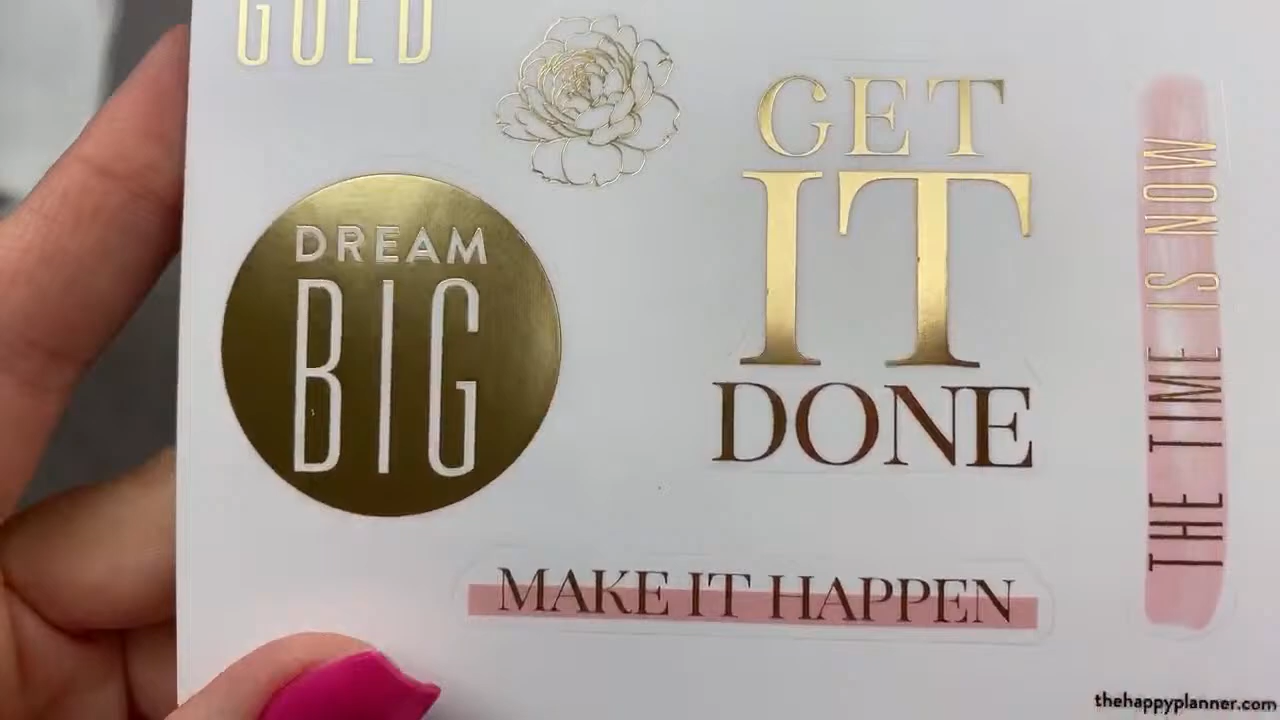 GOLD
DREAM
BIG
GET
IT
DONE
THE TIME IS NOW
MAKE IT HAPPEN
thehappyplanner.com